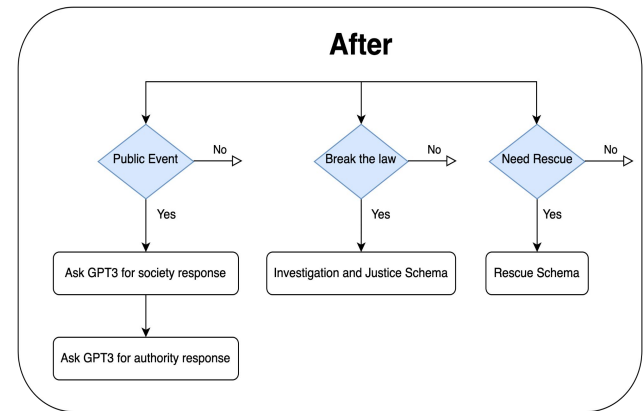 After
Public Event
No
Break the law
No
Need Rescue
No
Yes
Yes
Yes
Ask GPT3 for society response
Investigation and Justice Schema
Rescue Schema
Ask GPT3 for authority response